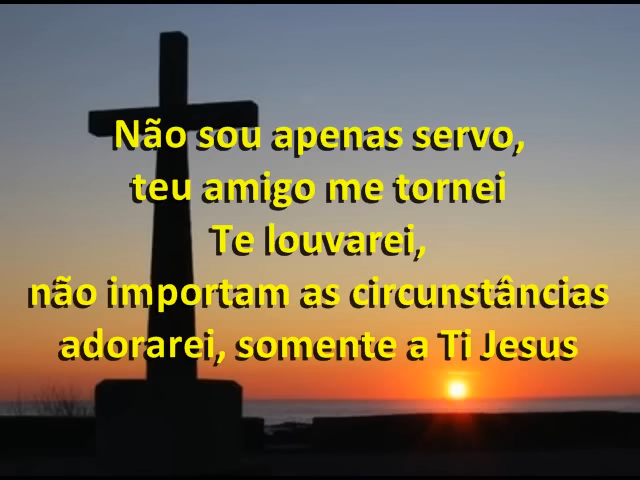 Não sou apenas servo,
teu amigo me tornei
Te louvarei,
não importam as circunstâncias
adorarei, somente a Ti Jesus